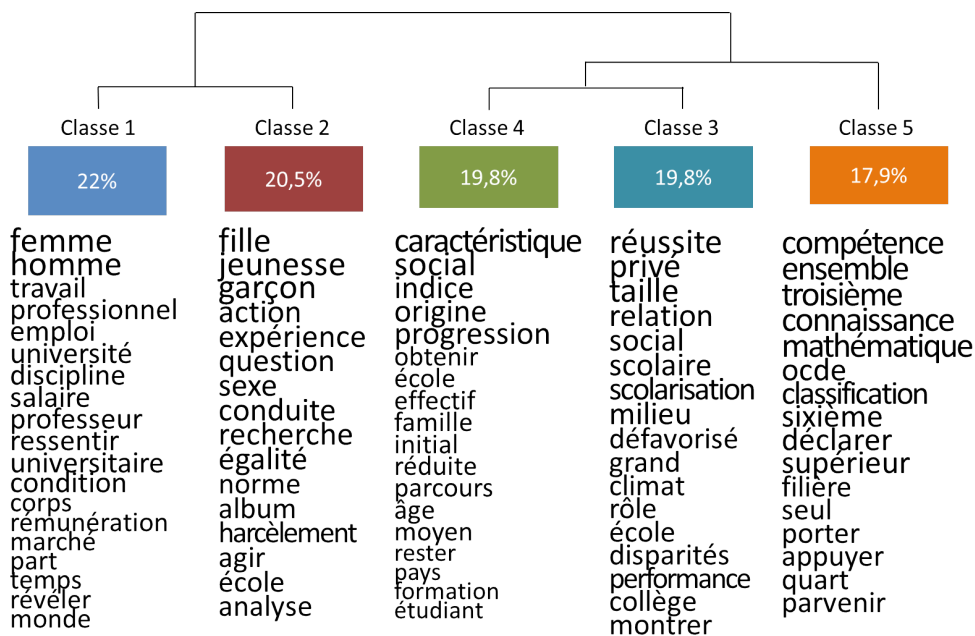 Classe 1
Classe 2
Classe 4
Classe 3
Classe 5
22%
20,5%
19,8%
19,8%
17,9%
femme
homme
travail
professionnel
emploi
université
discipline
salaire
professeur
ressentir
universitaire
condition
corps
rémunération
marché
part
temps
révéler
monde
fille
jeunesse
garçon
action
expérience
question
sexe
conduite
recherche
égalité
norme
album
harcèlement
agir
école
analyse
caractéristique
social
indice
origine
progression
obtenir
école
effectif
famille
initial
réduite
parcours
âge
moyen
rester
pays
formation
étudiant
réussite
privé
taille
relation
social
scolaire
scolarisation
milieu
défavorisé
grand
climat
rôle
école
disparités
performance
collège
montrer
compétence
ensemble
troisième
connaissance
mathématique
ocde
classification
sixième
déclarer
supérieur
filière
seul
porter
appuyer
quart
parvenir